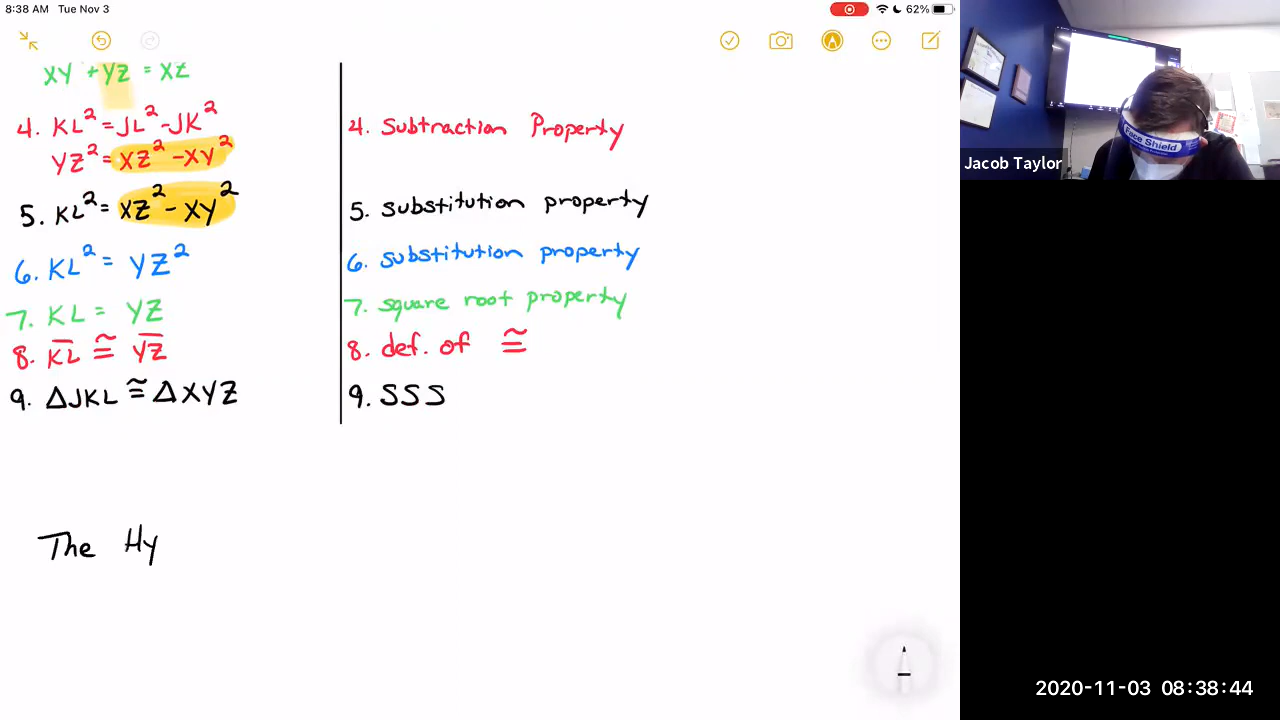 8:38 AM Tue Nov 3
62%
XY + YZ = XZ
4. KL² = JL² - JK²
YZ² = XZ² - XY²
4. Subtraction Property
5. KL² = XZ² - XY²
5. substitution property
6. KL² = YZ²
6. substitution property
7. KL = YZ
7. square root property
8. K̅L̅ ≅ Y̅Z̅
8. def. of ≅
9. ΔJKL ≅ ΔXYZ
9. SSS
The Hy
Face Shield
Jacob Taylor
2020-11-03 08:38:44